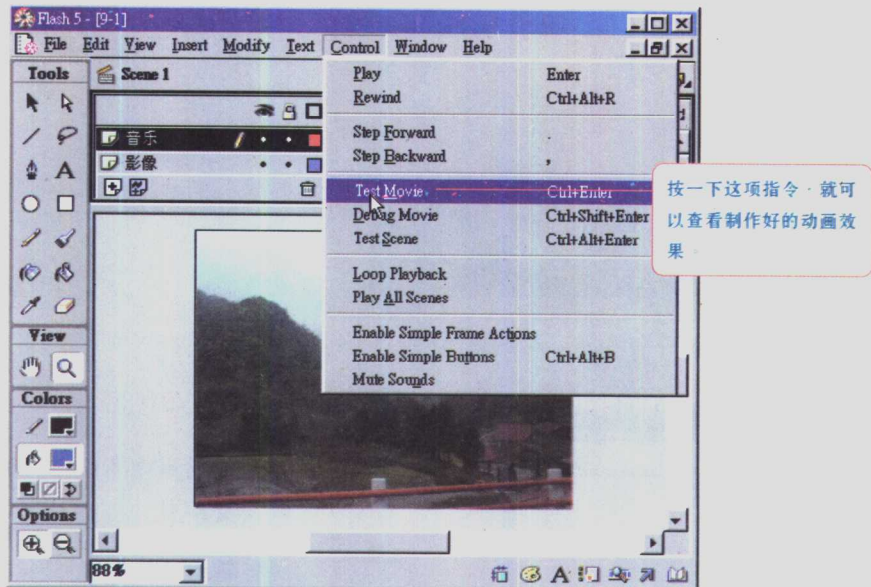 Flash 5 - [9-1]
File Edit View Insert Modify Text Control Window Help
Tools
Scene 1
音乐
影像
Play Enter
Rewind Ctrl+Alt+R
Step Forward .
Step Backward ,
Test Movie Ctrl+Enter
Debug Movie Ctrl+Shift+Enter
Test Scene Ctrl+Alt+Enter
Loop Playback
Play All Scenes
Enable Simple Frame Actions
Enable Simple Buttons Ctrl+Alt+B
Mute Sounds
按一下这项指令,就可
以查看制作好的动画效
果。
View
Colors
Options
88%